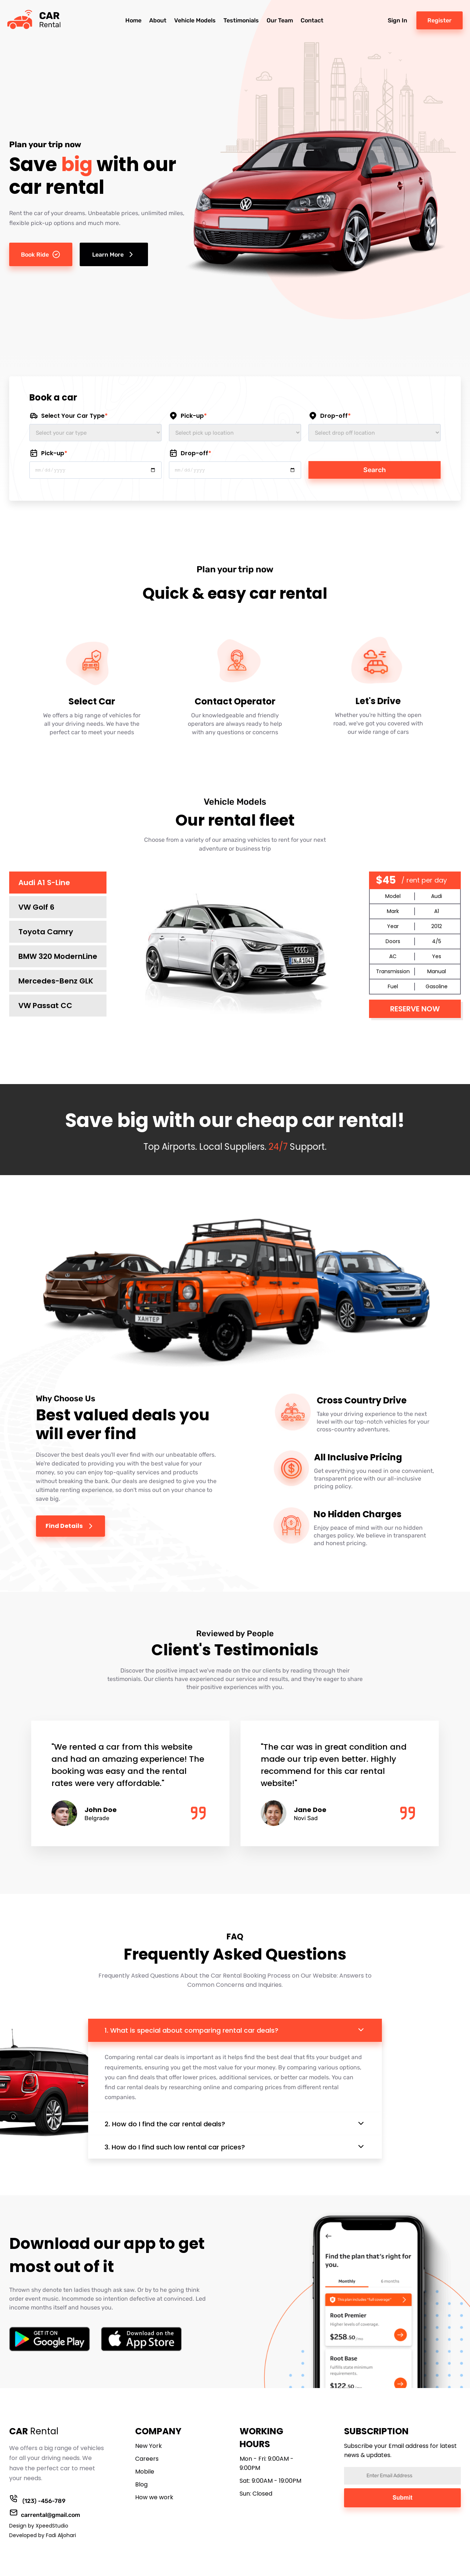 CAR
Rental
Home About Vehicle Models Testimonials Our Team Contact
Sign In Register
Plan your trip now
Save big with our
car rental
Rent the car of your dreams. Unbeatable prices, unlimited miles,
flexible pick-up options and much more.
Book Ride Learn More
Book a car
Select Your Car Type*
Select your car type
Pick-up*
Select pick up location
Drop-off*
Select drop off location
Pick-up*
Drop-off*
Search
Plan your trip now
Quick & easy car rental
Select Car
We offers a big range of vehicles for
all your driving needs. We have the
perfect car to meet your needs
Contact Operator
Our knowledgeable and friendly
operators are always ready to help
with any questions or concerns
Let's Drive
Whether you're hitting the open
road, we've got you covered with
our wide range of cars
Vehicle Models
Our rental fleet
Choose from a variety of our amazing vehicles to rent for your next
adventure or business trip
Audi A1 S-Line
VW Golf 6
Toyota Camry
BMW 320 ModernLine
Mercedes-Benz GLK
VW Passat CC
$45 / rent per day
Model Audi
Mark A1
Year 2012
Doors 4/5
AC Yes
Transmission Manual
Fuel Gasoline
RESERVE NOW
Save big with our cheap car rental!
Top Airports. Local Suppliers. 24/7 Support.
ХАНТЕР
Why Choose Us
Best valued deals you
will ever find
Discover the best deals you'll ever find with our unbeatable offers.
We're dedicated to providing you with the best value for your
money, so you can enjoy top-quality services and products
without breaking the bank. Our deals are designed to give you the
ultimate renting experience, so don't miss out on your chance to
save big.
Find Details
Cross Country Drive
Take your driving experience to the next
level with our top-notch vehicles for your
cross-country adventures.
All Inclusive Pricing
Get everything you need in one convenient,
transparent price with our all-inclusive
pricing policy.
No Hidden Charges
Enjoy peace of mind with our no hidden
charges policy. We believe in transparent
and honest pricing.
Reviewed by People
Client's Testimonials
Discover the positive impact we've made on the our clients by reading through their
testimonials. Our clients have experienced our service and results, and they're eager to share
their positive experiences with you.
"We rented a car from this website
and had an amazing experience! The
booking was easy and the rental
rates were very affordable."
John Doe
Belgrade
"The car was in great condition and
made our trip even better. Highly
recommend for this car rental
website!"
Jane Doe
Novi Sad
FAQ
Frequently Asked Questions
Frequently Asked Questions About the Car Rental Booking Process on Our Website: Answers to
Common Concerns and Inquiries.
1. What is special about comparing rental car deals?
Comparing rental car deals is important as it helps find the best deal that fits your budget and
requirements, ensuring you get the most value for your money. By comparing various options,
you can find deals that offer lower prices, additional services, or better car models. You can
find car rental deals by researching online and comparing prices from different rental
companies.
2. How do I find the car rental deals?
3. How do I find such low rental car prices?
Download our app to get
most out of it
Thrown shy denote ten ladies though ask saw. Or by to he going think
order event music. Incommode so intention defective at convinced. Led
income months itself and houses you.
GET IT ON
Google Play
Download on the
App Store
Find the plan that's right for
you.
Monthly 6 months
Root Premier
Higher levels of coverage.
$258.50
Root Base
Fulfills state minimum
requirements.
$122.50
CAR Rental
We offers a big range of vehicles
for all your driving needs. We
have the perfect car to meet
your needs.
(123) -456-789
carrental@gmail.com
Design by XpeedStudio
Developed by Fadi Aljohari
COMPANY
New York
Careers
Mobile
Blog
How we work
WORKING
HOURS
Mon - Fri: 9:00AM -
9:00PM
Sat: 9:00AM - 19:00PM
Sun: Closed
SUBSCRIPTION
Subscribe your Email address for latest
news & updates.
Enter Email Address
Submit